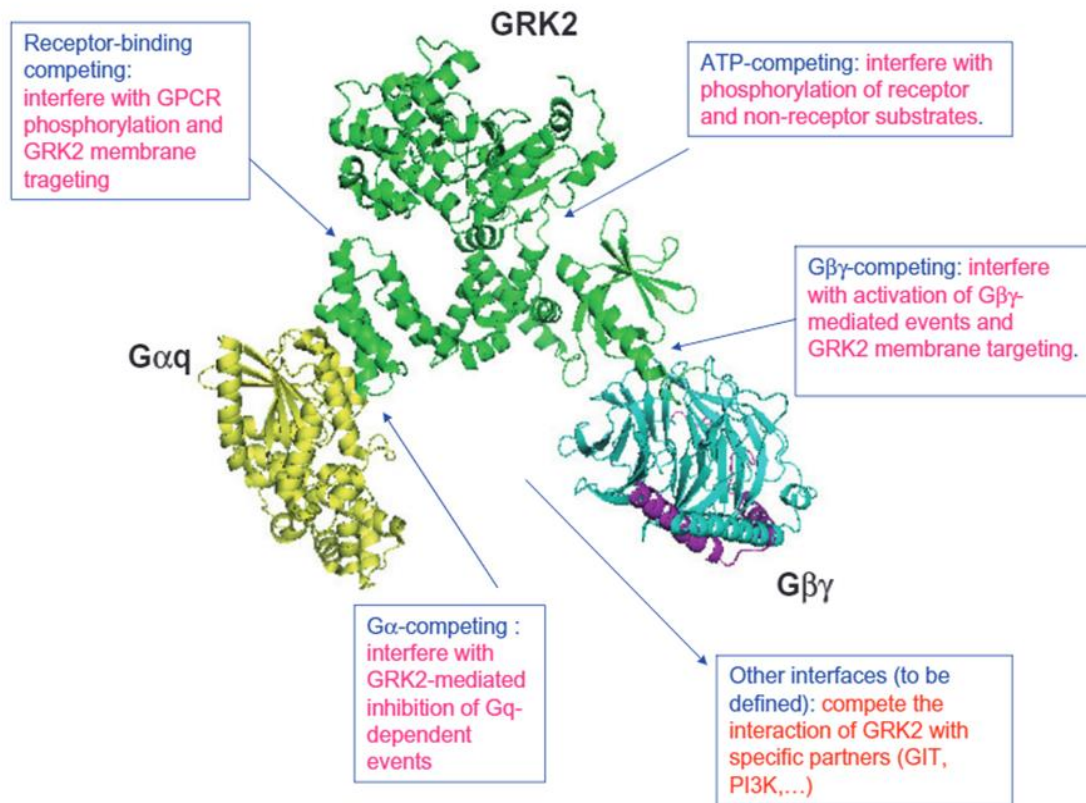 GRK2
Receptor-binding
competing:
interfere with GPCR
phosphorylation and
GRK2 membrane
trageting
ATP-competing: interfere with
phosphorylation of receptor
and non-receptor substrates.
Gβγ-competing: interfere
with activation of Gβγ-
mediated events and
GRK2 membrane targeting.
Gαq
Gβγ
Gα-competing :
interfere with
GRK2-mediated
inhibition of Gq-
dependent
events
Other interfaces (to be
defined): compete the
interaction of GRK2 with
specific partners (GIT,
PI3K,...)